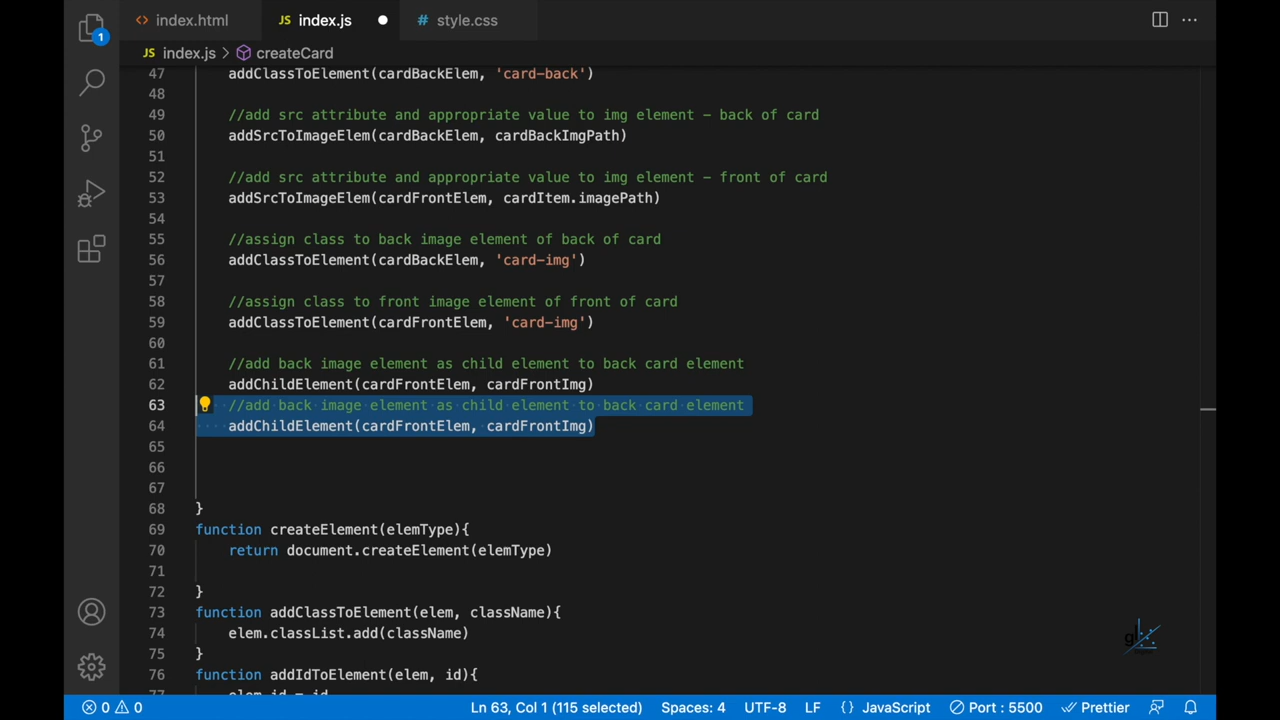 index.html JS index.js # style.css
1
JS index.js > createCard
47 addClassToElement(cardBackElem, 'card-back')
48
49 //add src attribute and appropriate value to img element - back of card
50 addSrcToImageElem(cardBackElem, cardBackImgPath)
51
52 //add src attribute and appropriate value to img element - front of card
53 addSrcToImageElem(cardFrontElem, cardItem.imagePath)
54
55 //assign class to back image element of back of card
56 addClassToElement(cardBackElem, 'card-img')
57
58 //assign class to front image element of front of card
59 addClassToElement(cardFrontElem, 'card-img')
60
61 //add back image element as child element to back card element
62 addChildElement(cardFrontElem, cardFrontImg)
63 //add back image element as child element to back card element
64 addChildElement(cardFrontElem, cardFrontImg)
65
66
67
68 }
69 function createElement(elemType){
70 return document.createElement(elemType)
71
72 }
73 function addClassToElement(elem, className){
74 elem.classList.add(className)
75 }
76 function addIdToElement(elem, id){
77 elem.id = id
0 0 Ln 63, Col 1 (115 selected) Spaces: 4 UTF-8 LF {} JavaScript Port : 5500 Prettier